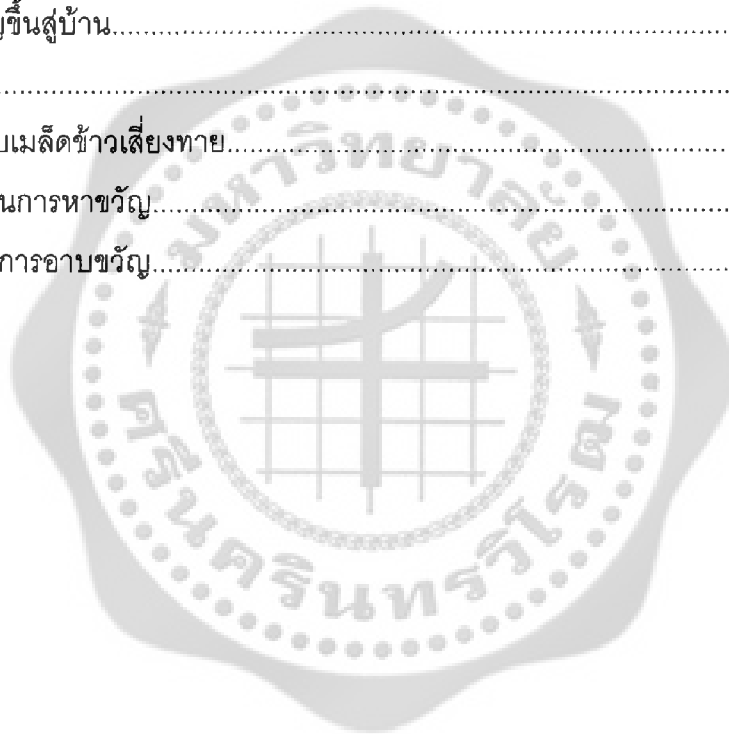 ญขึ้นสู่บ้าน................................................................
................................................................
บเมล็ดข้าวเสี่ยงทาย................................................................
นการหาขวัญ................................................................
การอาบขวัญ................................................................
มหาวิทยาลัย
ศรีนครินทรวิโรฒ